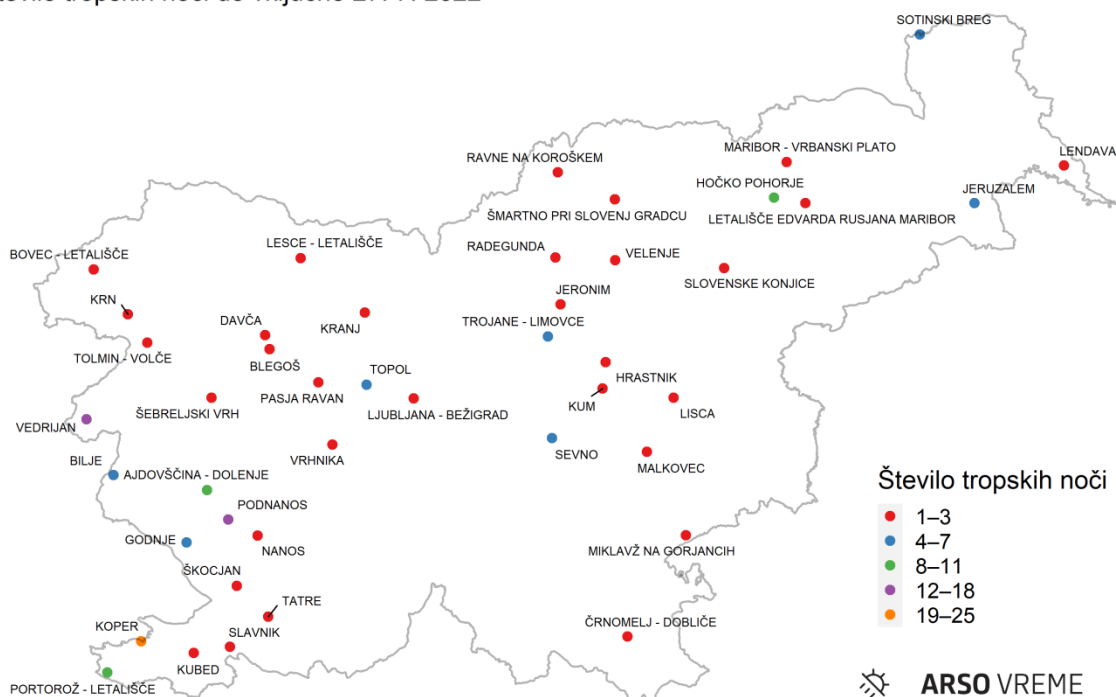 SOTINSKI BREG
MARIBOR - VRBANSKI PLATO
LENDAVA
RAVNE NA KOROŠKEM
HOČKO POHORJE
JERUZALEM
ŠMARTNO PRI SLOVENJ GRADCU
LETALIŠČE EDVARDA RUSJANA MARIBOR
LESCE - LETALIŠČE
RADEGUNDA
VELENJE
BOVEC - LETALIŠČE
SLOVENSKE KONJICE
JERONIM
KRN
DAVČA
KRANJ
TROJANE - LIMOVCE
TOLMIN - VOLČE
BLEGOŠ
TOPOL
HRASTNIK
PASJA RAVAN
KUM
ŠEBRELJSKI VRH
LJUBLJANA - BEŽIGRAD
LISCA
VEDRIJAN
VRHNIKA
SEVNO
BILJE
AJDOVŠČINA - DOLENJE
MALKOVEC
PODNANOS
GODNJE
NANOS
MIKLAVŽ NA GORJANCIH
ŠKOCJAN
TATRE
KOPER
SLAVNIK
ČRNOMELJ - DOBLIČE
KUBED
PORTOROŽ - LETALIŠČE
Število tropskih noči
1–3
4–7
8–11
12–18
19–25
ARSO VREME